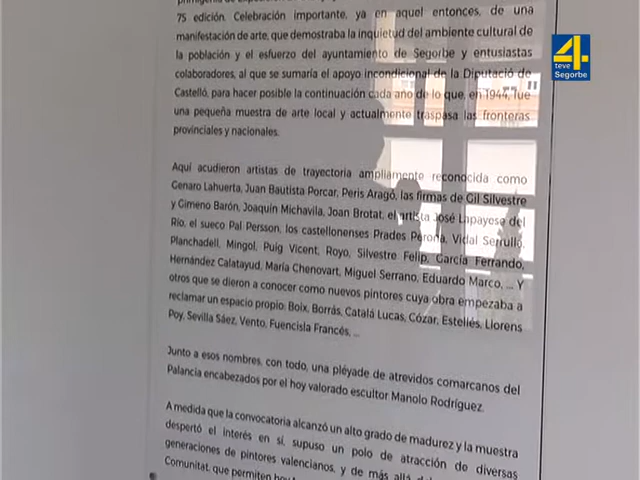 75 edición. Celebración importante, ya en aquel entonces, de una
manifestación de arte, que demostraba la inquietud del ambiente cultural de
la población y el esfuerzo del ayuntamiento de Segorbe y entusiastas
colaboradores, al que se sumaría el apoyo incondicional de la Diputació de
Castelló, para hacer posible la continuación cada año de lo que, en 1944, fue
una pequeña muestra de arte local y actualmente traspasa las fronteras
provinciales y nacionales.
Aquí acudieron artistas de trayectoria ampliamente reconocida como
Genaro Lahuerta, Juan Bautista Porcar, Peris Aragó, las firmas de Gil Silvestre
y Gimeno Barón, Joaquín Michavila, Joan Brotat, el artista José Lapayese del
Río, el sueco Pal Persson, los castellonenses Prades Perona, Vidal Serrulló,
Planchadell, Mingol, Puig Vicent, Royo, Silvestre Felip, García Ferrando,
Hernández Calatayud, María Chenovart, Miguel Serrano, Eduardo Marco, ... Y
otros que se dieron a conocer como nuevos pintores cuya obra empezaba a
reclamar un espacio propio: Boix, Borrás, Catalá Lucas, Cózar, Estellés, Llorens
Poy, Sevilla Sáez, Vento, Fuencisla Francés, ...
Junto a esos nombres, con todo, una pléyade de atrevidos comarcanos del
Palancia encabezados por el hoy valorado escultor Manolo Rodríguez.
A medida que la convocatoria alcanzó un alto grado de madurez y la muestra
despertó el interés en sí, supuso un polo de atracción de diversas
generaciones de pintores valencianos, y de más allá
Comunitat, que permiten
4
teve
Segorbe